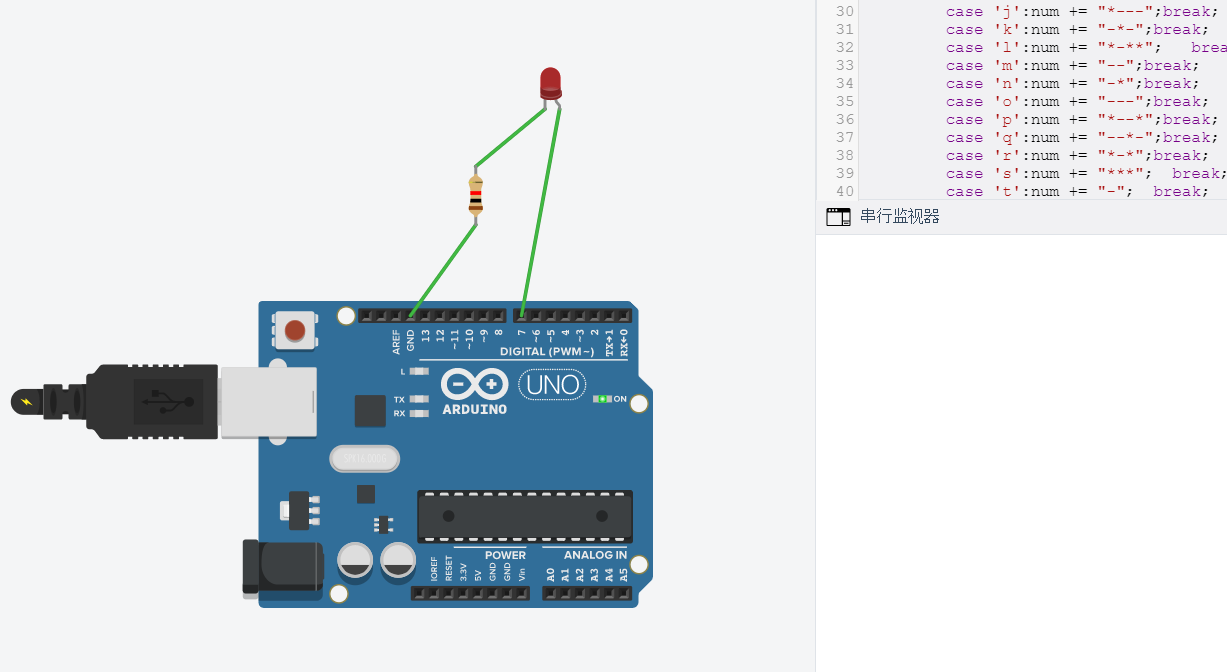 30 case 'j':num += "*---";break;
31 case 'k':num += "-*-";break;
32 case 'l':num += "*-**"; brea
33 case 'm':num += "--";break;
34 case 'n':num += "-*";break;
35 case 'o':num += "---";break;
36 case 'p':num += "*--*";break;
37 case 'q':num += "--*-";break;
38 case 'r':num += "*-*";break;
39 case 's':num += "***"; break;
40 case 't':num += "-"; break;
串行监视器
AREF
GND
13
12
~11
~10
~9
8
7
~6
~5
4
~3
2
TX→1
RX←0
DIGITAL (PWM~)
L
TX
RX
UNO
ARDUINO
ON
POWER
ANALOG IN
IOREF
RESET
3.3V
5V
GND
GND
Vin
A0
A1
A2
A3
A4
A5